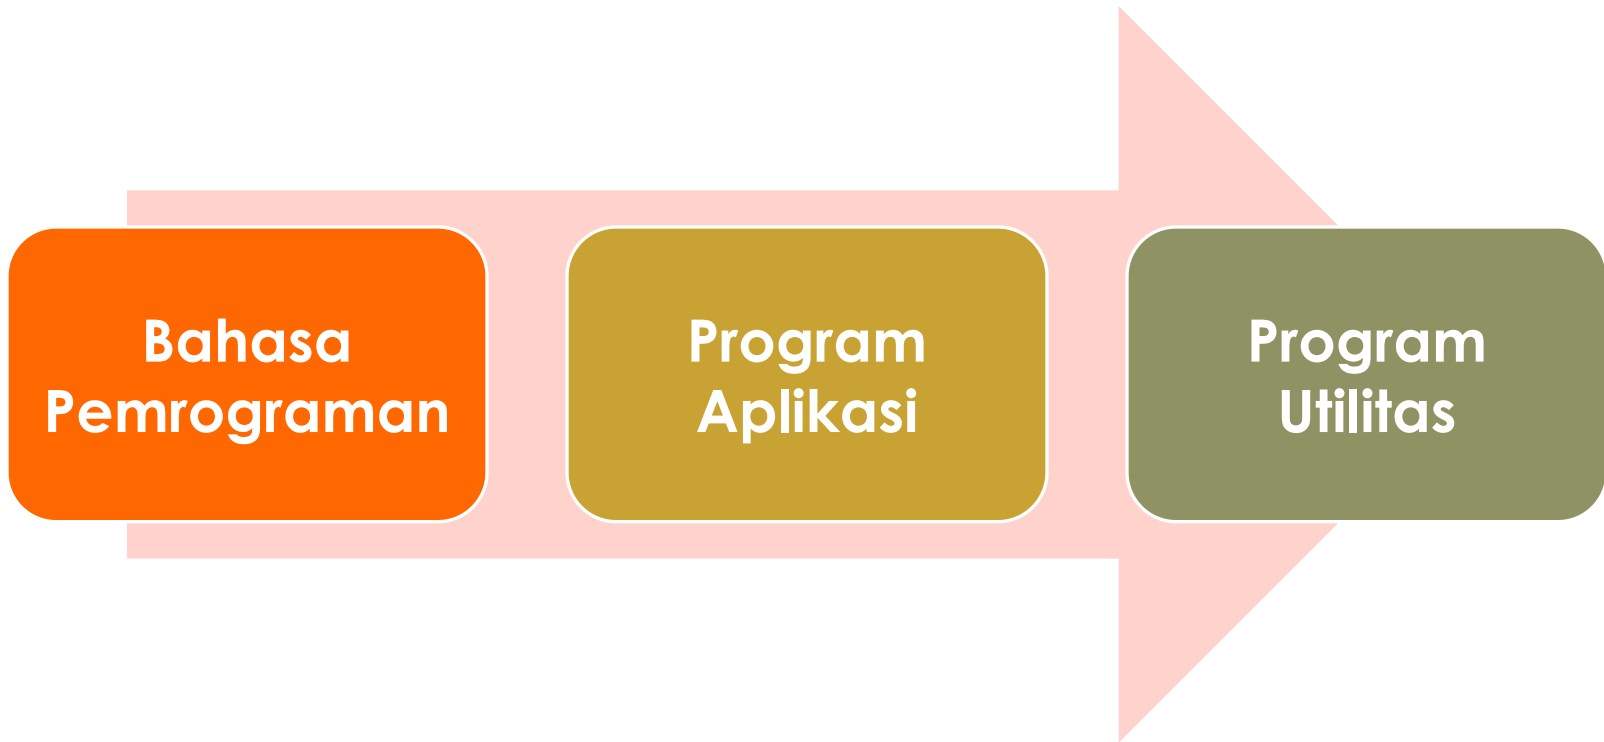 Bahasa
Pemrograman
Program
Aplikasi
Program
Utilitas